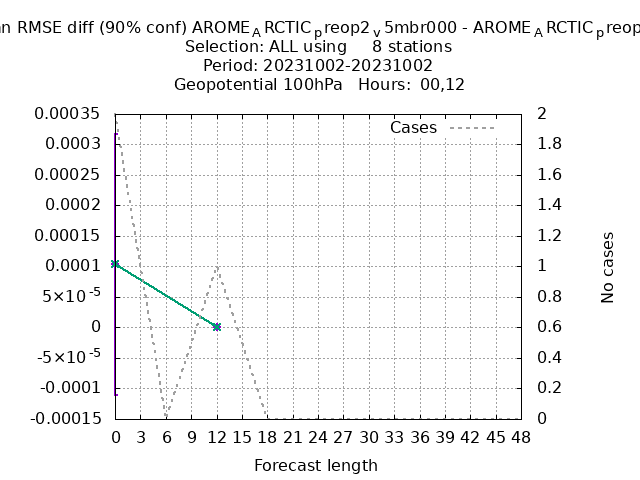 n RMSE diff (90% conf) AROME A RCTIC p reop2 v 5mbr000 - AROME A RCTIC p reop
Selection: ALL using 8 stations
Period: 20231002-20231002
Geopotential 100hPa Hours: 00,12
0.00035
0.0003
0.00025
0.0002
0.00015
0.0001
5×10-5
0
-5×10-5
-0.0001
-0.00015
Cases
2
1.8
1.6
1.4
1.2
1
0.8
0.6
0.4
0.2
0
No cases
0 3 6 9 12 15 18 21 24 27 30 33 36 39 42 45 48
Forecast length